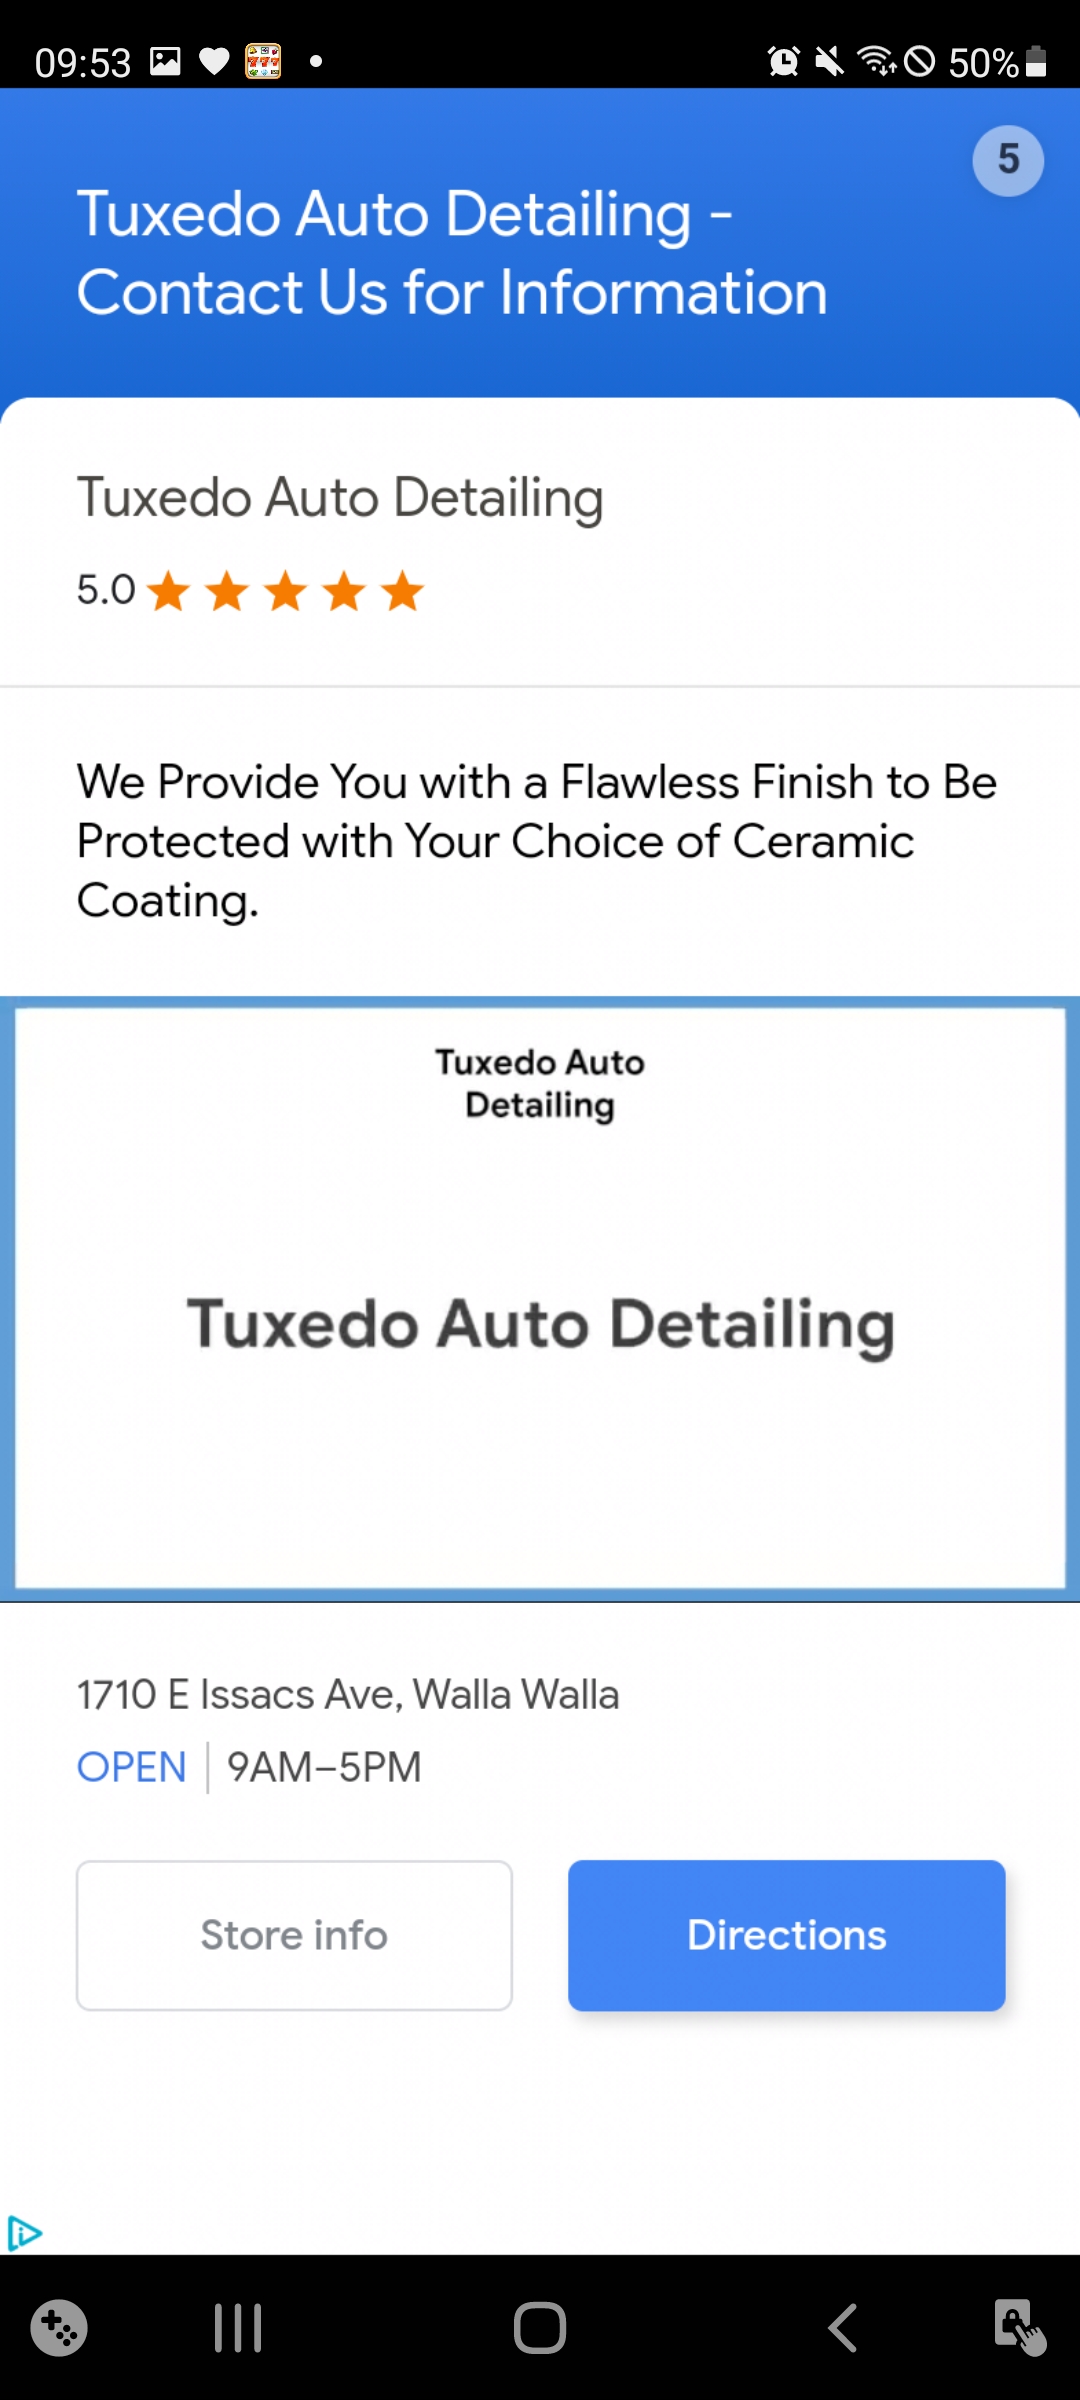 09:53
50%
5
Tuxedo Auto Detailing -
Contact Us for Information
Tuxedo Auto Detailing
5.0
We Provide You with a Flawless Finish to Be
Protected with Your Choice of Ceramic
Coating.
Tuxedo Auto
Detailing
Tuxedo Auto Detailing
1710 E Issacs Ave, Walla Walla
OPEN | 9AM–5PM
Store info
Directions